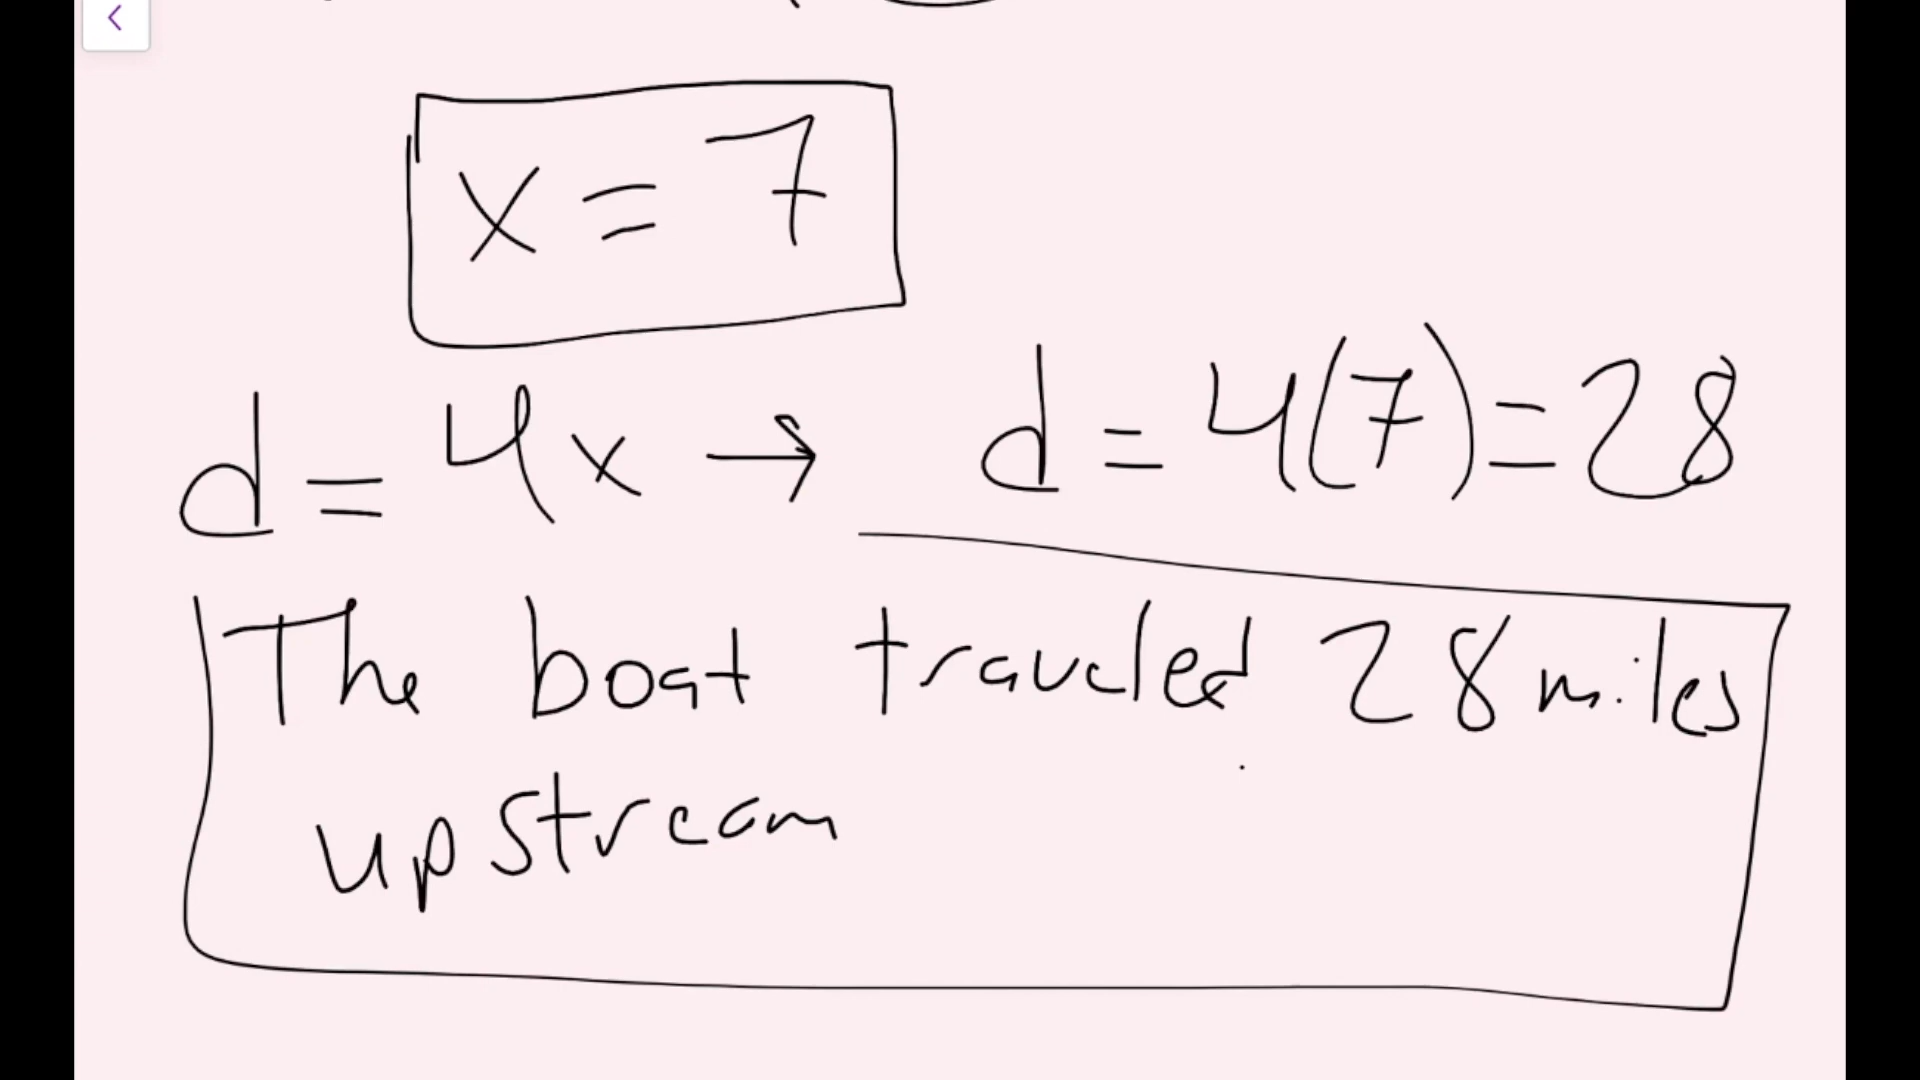 x = 7
d = 4x → d = 4(7) = 28
The boat traveled 28 miles
upstream